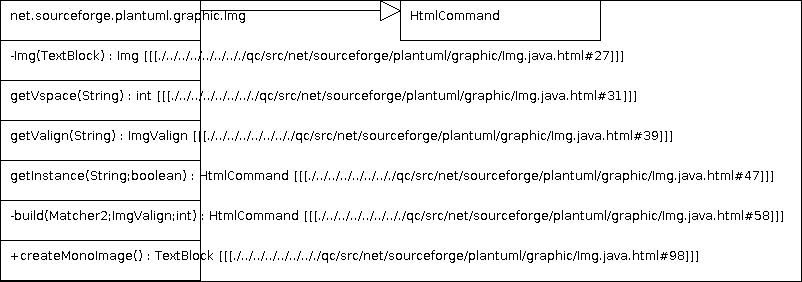 net.sourceforge.plantuml.graphic.Img
HtmlCommand
-Img(TextBlock) : Img [[[./../../../../../../../qc/src/net/sourceforge/plantuml/graphic/Img.java.html#27]]]
getVspace(String) : int [[[./../../../../../../../qc/src/net/sourceforge/plantuml/graphic/Img.java.html#31]]]
getValign(String) : ImgValign [[[./../../../../../../../qc/src/net/sourceforge/plantuml/graphic/Img.java.html#39]]]
getInstance(String;boolean) : HtmlCommand [[[./../../../../../../../qc/src/net/sourceforge/plantuml/graphic/Img.java.html#47]]]
-build(Matcher2;ImgValign;int) : HtmlCommand [[[./../../../../../../../qc/src/net/sourceforge/plantuml/graphic/Img.java.html#58]]]
+createMonoImage() : TextBlock [[[./../../../../../../../qc/src/net/sourceforge/plantuml/graphic/Img.java.html#98]]]